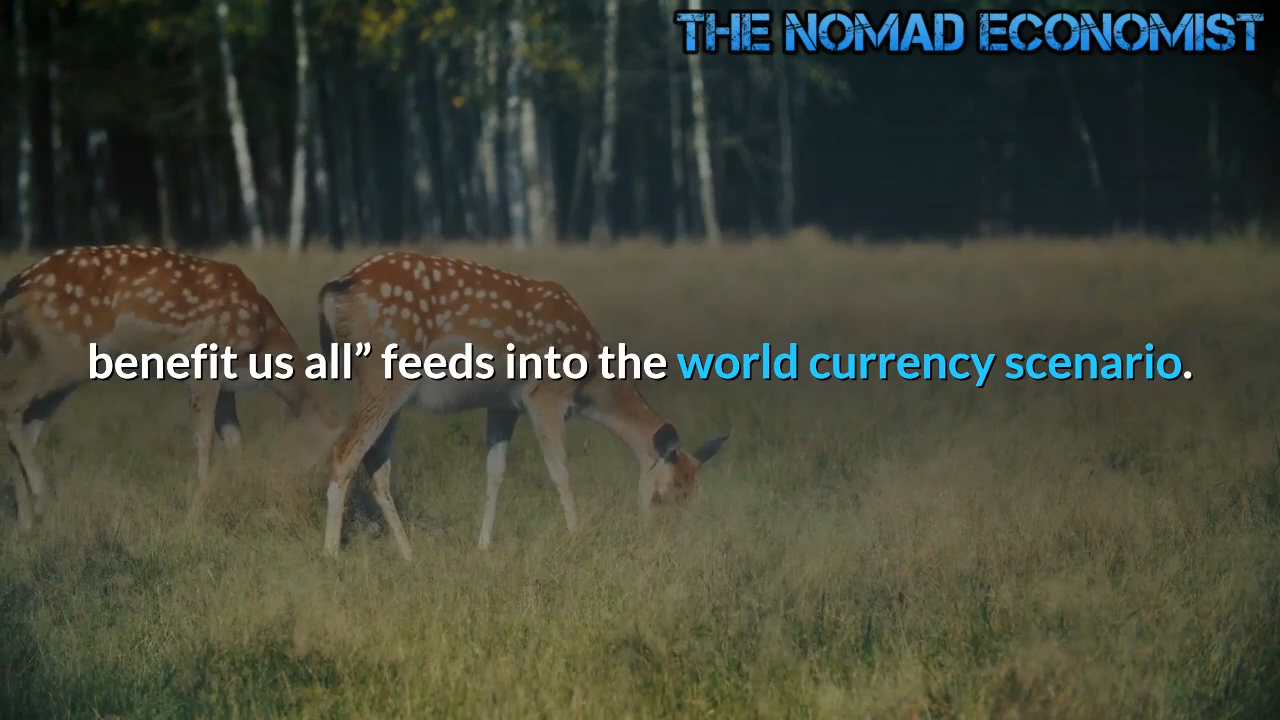 THE NOMAD ECONOMIST
benefit us all” feeds into the world currency scenario.